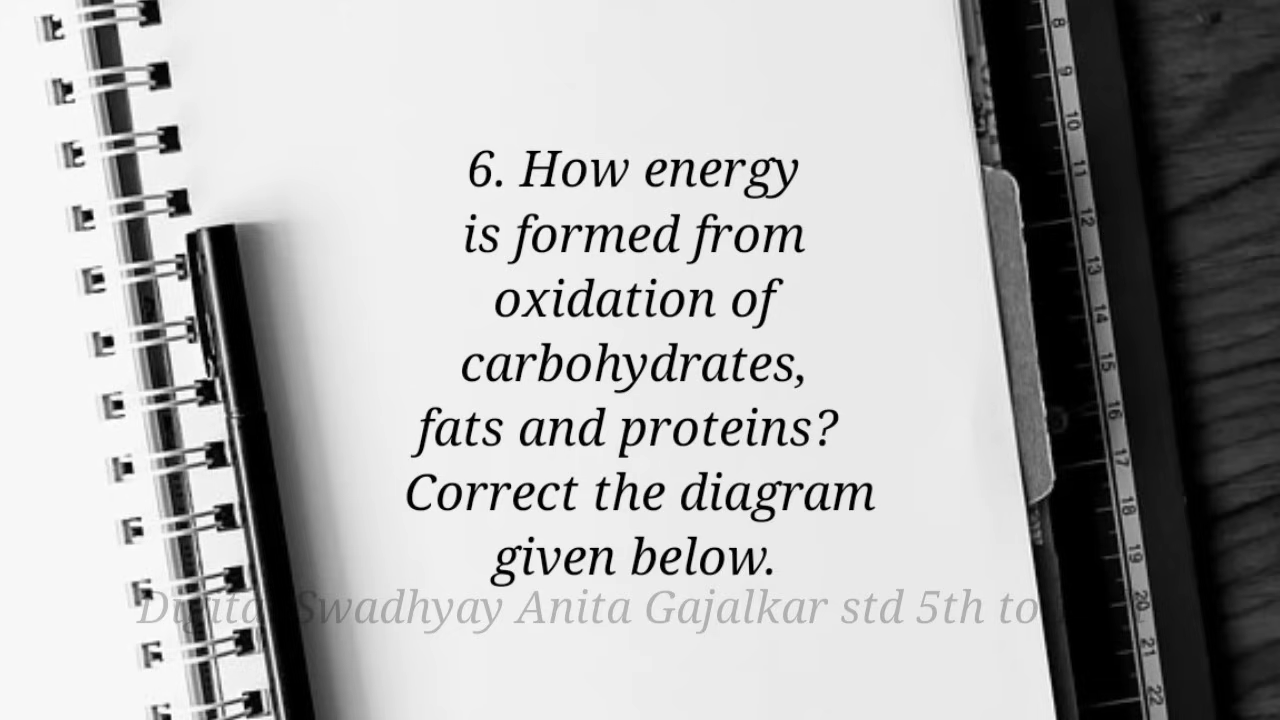 6. How energy
is formed from
oxidation of
carbohydrates,
fats and proteins?
Correct the diagram
given below.
Swadhyay Anita Gajalkar std 5th to
8
9
10
11
12
13
14
15
16
17
18
19
20
21
22